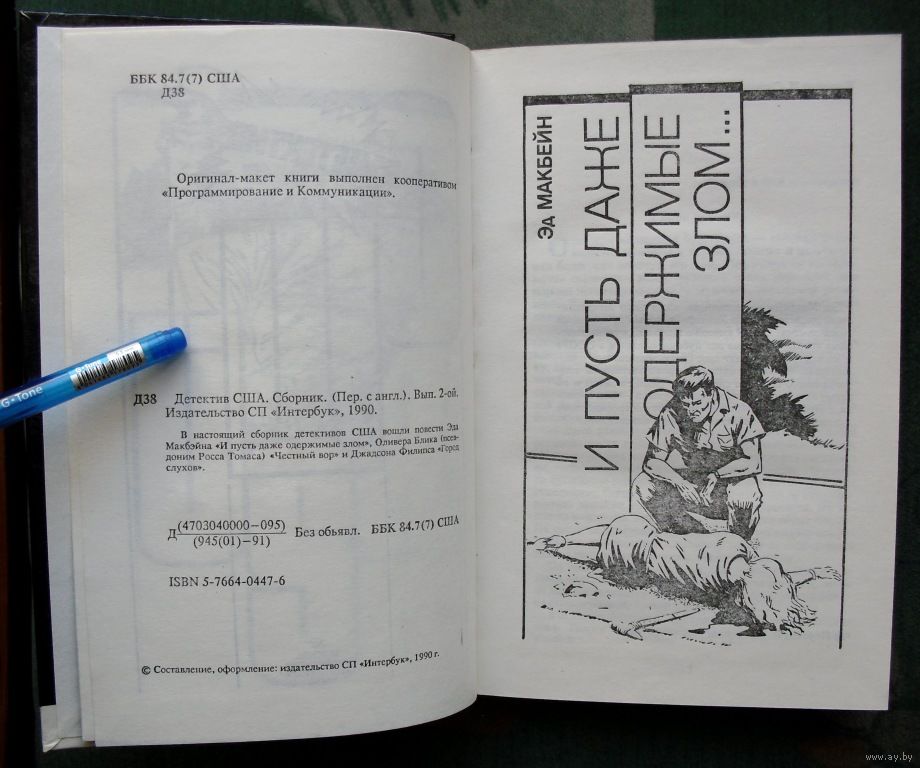 ББК 84.7(7) США
Д38
Оригинал-макет книги выполнен кооперативом
«Программирование и Коммуникации».
G•Tone
Д38 Детектив США. Сборник. (Пер. с англ.). Вып. 2-ой.
Издательство СП «Интербук», 1990.
В настоящий сборник детективов США вошли повести Эда
Макбэйна «И пусть даже одержимые злом», Оливера Блика (псев-
доним Росса Томаса) «Честный вор» и Джадсона Филипса «Город
слухов».
Д (4703040000-095) Без объявл. ББК 84.7(7) США
(945(01)-91)
ISBN 5-7664-0447-6
© Составление, оформление: издательство СП «Интербук», 1990 г.
ЭД МАКБЕЙН
И ПУСТЬ ДАЖЕ
ОДЕРЖИМЫЕ
ЗЛОМ...
www.ay.by